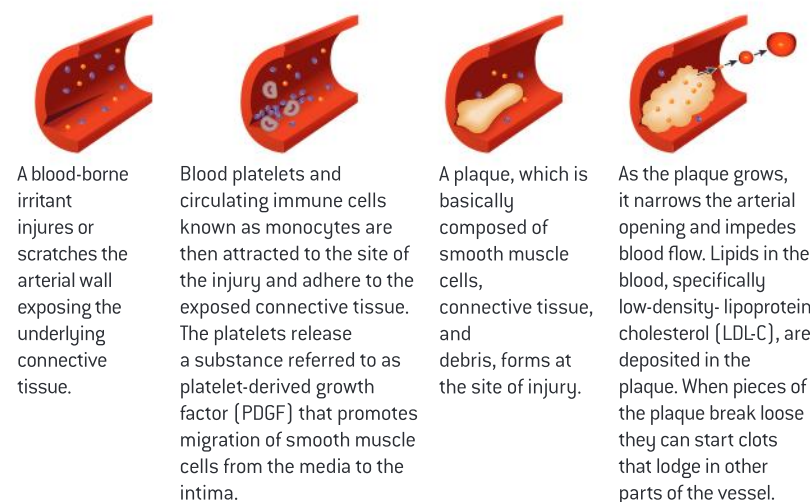 A blood-borne
irritant
injures or
scratches the
arterial wall
exposing the
underlying
connective
tissue.
Blood platelets and
circulating immune cells
known as monocytes are
then attracted to the site of
the injury and adhere to the
exposed connective tissue.
The platelets release
a substance referred to as
platelet-derived growth
factor (PDGF) that promotes
migration of smooth muscle
cells from the media to the
intima.
A plaque, which is
basically
composed of
smooth muscle
cells,
connective tissue,
and
debris, forms at
the site of injury.
As the plaque grows,
it narrows the arterial
opening and impedes
blood flow. Lipids in the
blood, specifically
low-density- lipoprotein
cholesterol (LDL-C), are
deposited in the
plaque. When pieces of
the plaque break loose
they can start clots
that lodge in other
parts of the vessel.